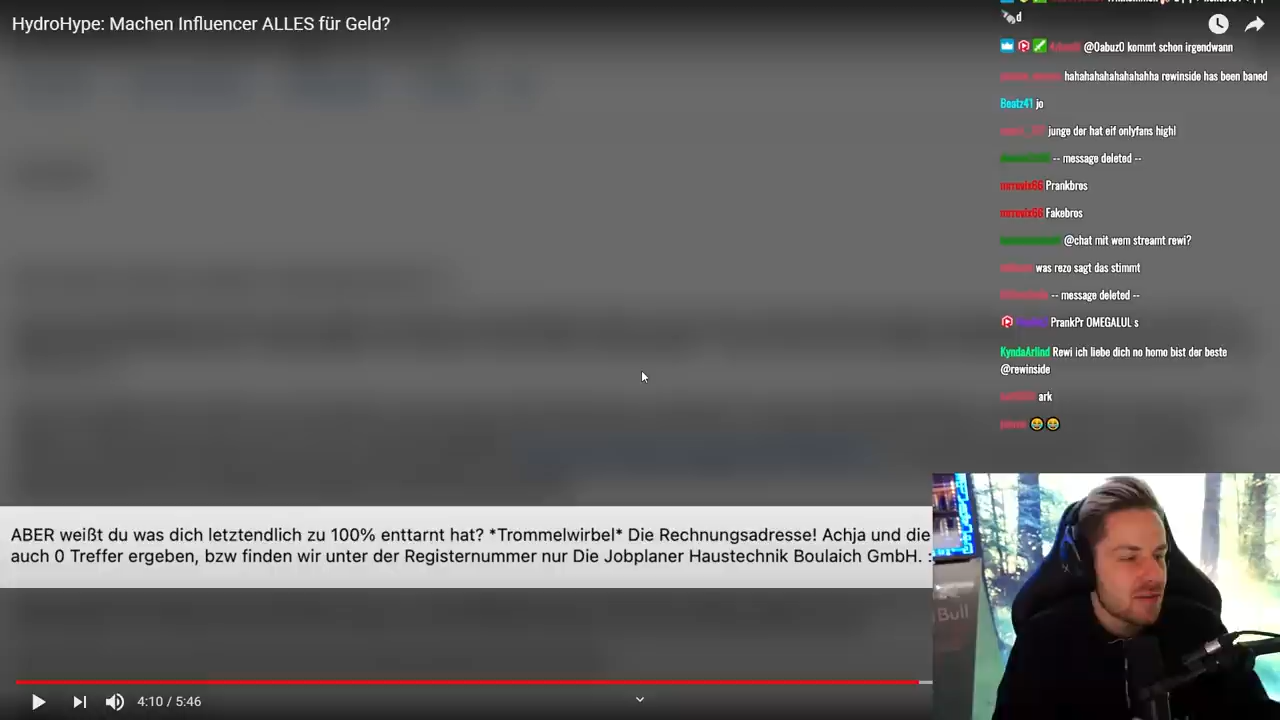 HydroHype: Machen Influencer ALLES für Geld?
d
@0abuz0 kommt schon irgendwann
hahahahahahahahahha rewinside has been baned
Beatz41 jo
junge der hat eif onlyfans highl
-- message deleted --
mrrevix66 Prankbros
mrrevix66 Fakebros
@chat mit wem streamt rewi?
was rezo sagt das stimmt
-- message deleted --
PrankPr OMEGALUL s
KyndaArlind Rewi ich liebe dich no homo bist der beste
@rewinside
ark
ABER weißt du was dich letztendlich zu 100% enttarnt hat? *Trommelwirbel* Die Rechnungsadresse! Achja und die
auch 0 Treffer ergeben, bzw finden wir unter der Registernummer nur Die Jobplaner Haustechnik Boulaich GmbH. :
Bull
4:10 / 5:46